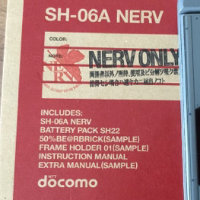 SH-06A NERV
COLOR:
NERV ONLY
INCLUDES:
SH-06A NERV
BATTERY PACK SH22
50%BE@RBRICK(SAMPLE)
FRAME HOLDER 01(SAMPLE)
INSTRUCTION MANUAL
EXTRA MANUAL(SAMPLE)
NTT
docomo